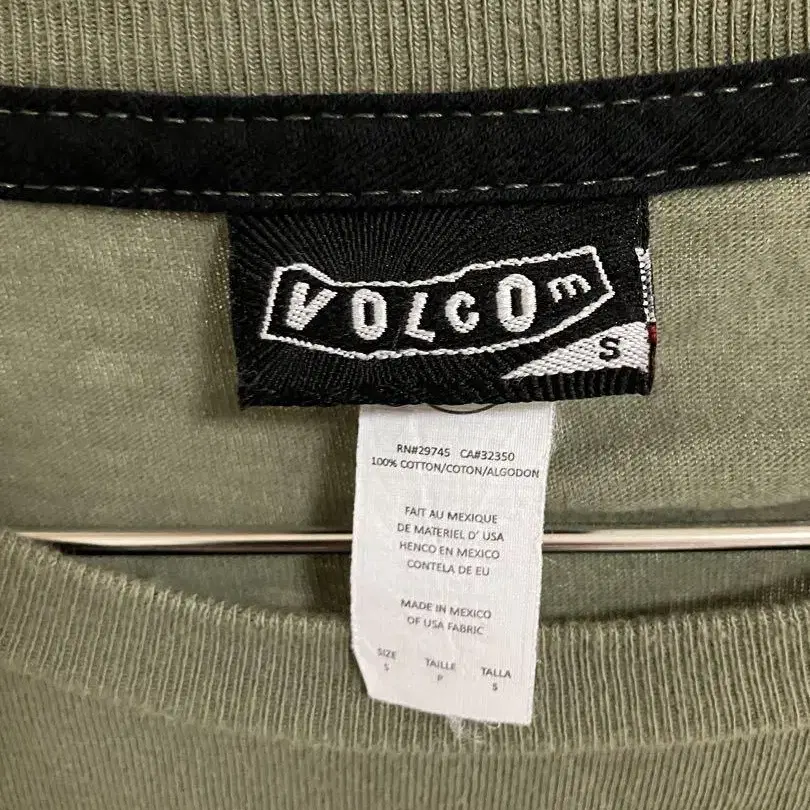 VOLCOm
S
RN#29745 CA#32350
100% COTTON/COTON/ALGODON
FAIT AU MEXIQUE
DE MATERIEL D' USA
HENCO EN MEXICO
CONTELA DE EU
MADE IN MEXICO
OF USA FABRIC
SIZE TAILLE TALLA
S P S